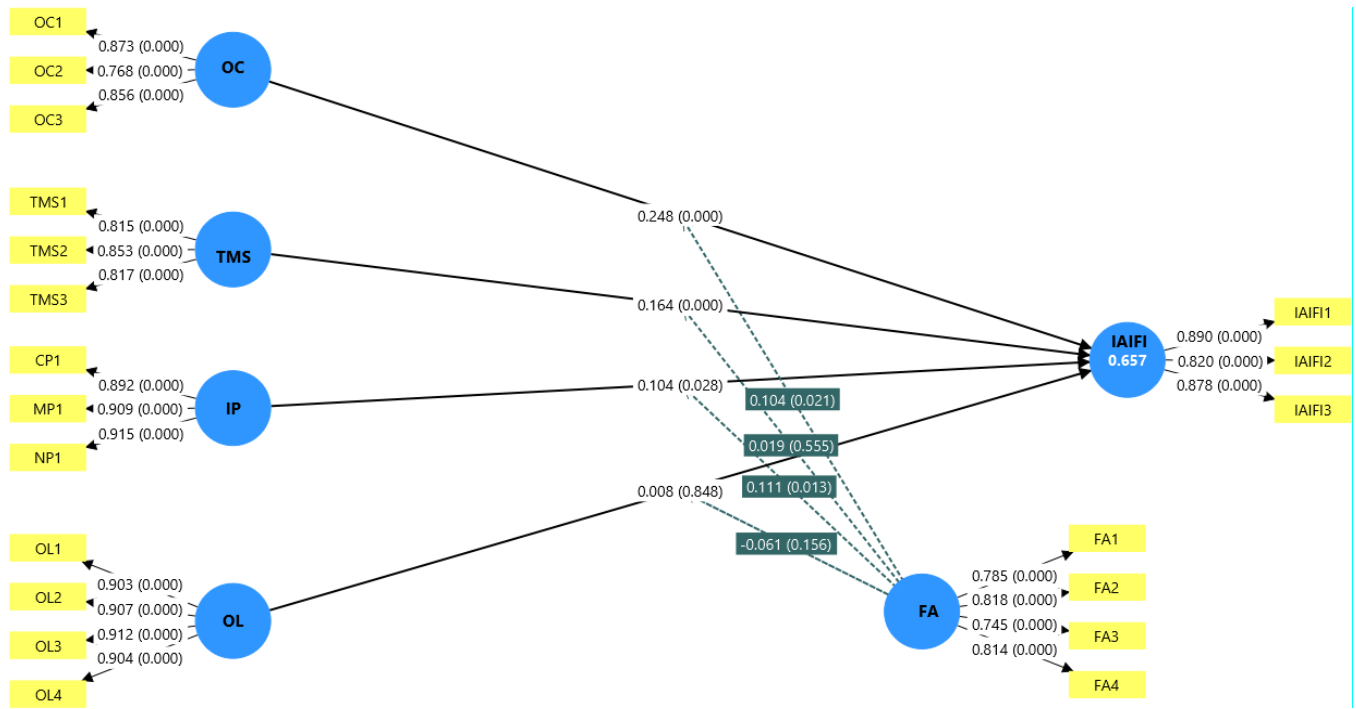 OC1
0.873 (0.000)
OC2
0.768 (0.000)
0.856 (0.000)
OC3
OC
TMS1
0.815 (0.000)
TMS2
0.853 (0.000)
0.817 (0.000)
TMS3
TMS
CP1
0.892 (0.000)
MP1
0.909 (0.000)
0.915 (0.000)
NP1
IP
OL1
0.903 (0.000)
OL2
0.907 (0.000)
0.912 (0.000)
OL3
0.904 (0.000)
OL4
OL
0.248 (0.000)
0.164 (0.000)
0.104 (0.028)
0.008 (0.848)
0.104 (0.021)
0.019 (0.555)
0.111 (0.013)
-0.061 (0.156)
IAIFI
0.657
0.890 (0.000)
0.820 (0.000)
0.878 (0.000)
IAIFI1
IAIFI2
IAIFI3
FA
0.785 (0.000)
0.818 (0.000)
0.745 (0.000)
0.814 (0.000)
FA1
FA2
FA3
FA4